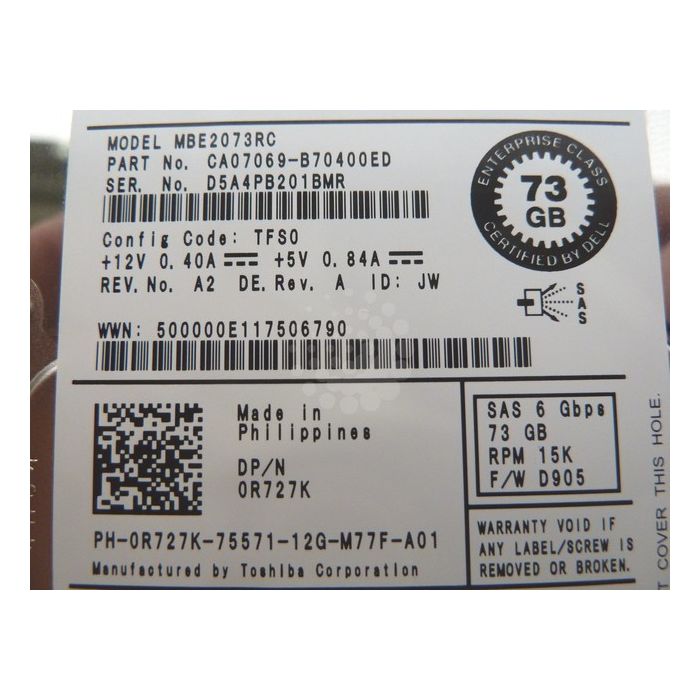 MODEL MBE2073RC
PART No. CA07069-B70400ED
SER. No. D5A4PB201BMR
Config Code: TFS0
+12V 0.40A +5V 0.84A
REV.No. A2 DE.Rev. A ID: JW
WWN: 500000E117506790
ENTERPRISE CLASS
73
GB
CERTIFIED BY DELL
SAS
Made in
Philippines
DP/N
0R727K
PH-0R727K-75571-12G-M77F-A01
Manufactured by Toshiba Corporation
SAS 6 Gbps
73 GB
RPM 15K
F/W D905
WARRANTY VOID IF
ANY LABEL/SCREW IS
REMOVED OR BROKEN.
COVER THIS HOLE.